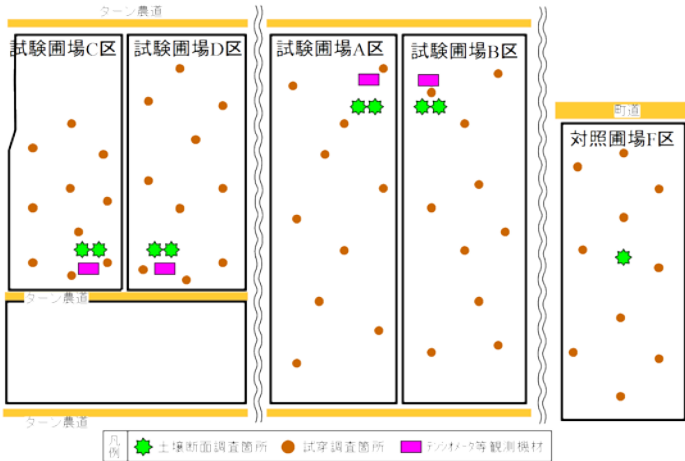 ターン農道
試験圃場C区
試験圃場D区
試験圃場A区
試験圃場B区
町道
対照圃場F区
ターン農道
ターン農道
凡例
土壌断面調査箇所
試穿調査箇所
テンシオメータ等観測機材